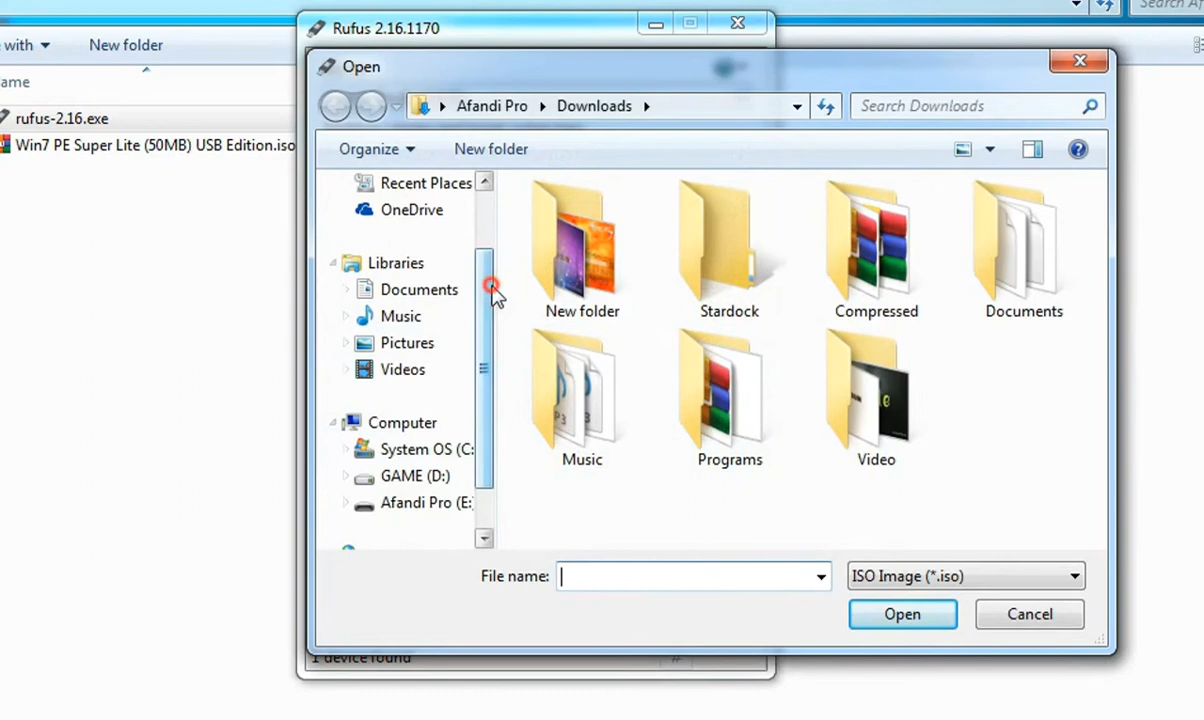 Search Af
Rufus 2.16.1170
e with
New folder
Open
ame
Afandi Pro
Downloads
Search Downloads
rufus-2.16.exe
Win7 PE Super Lite (50MB) USB Edition.iso
Organize
New folder
Recent Places
OneDrive
Libraries
Documents
Music
Pictures
Videos
Computer
System OS (C:
GAME (D:)
Afandi Pro (E:
New folder
Stardock
Compressed
Documents
Music
Programs
Video
File name:
ISO Image (*.iso)
Open
Cancel
1 device found
#